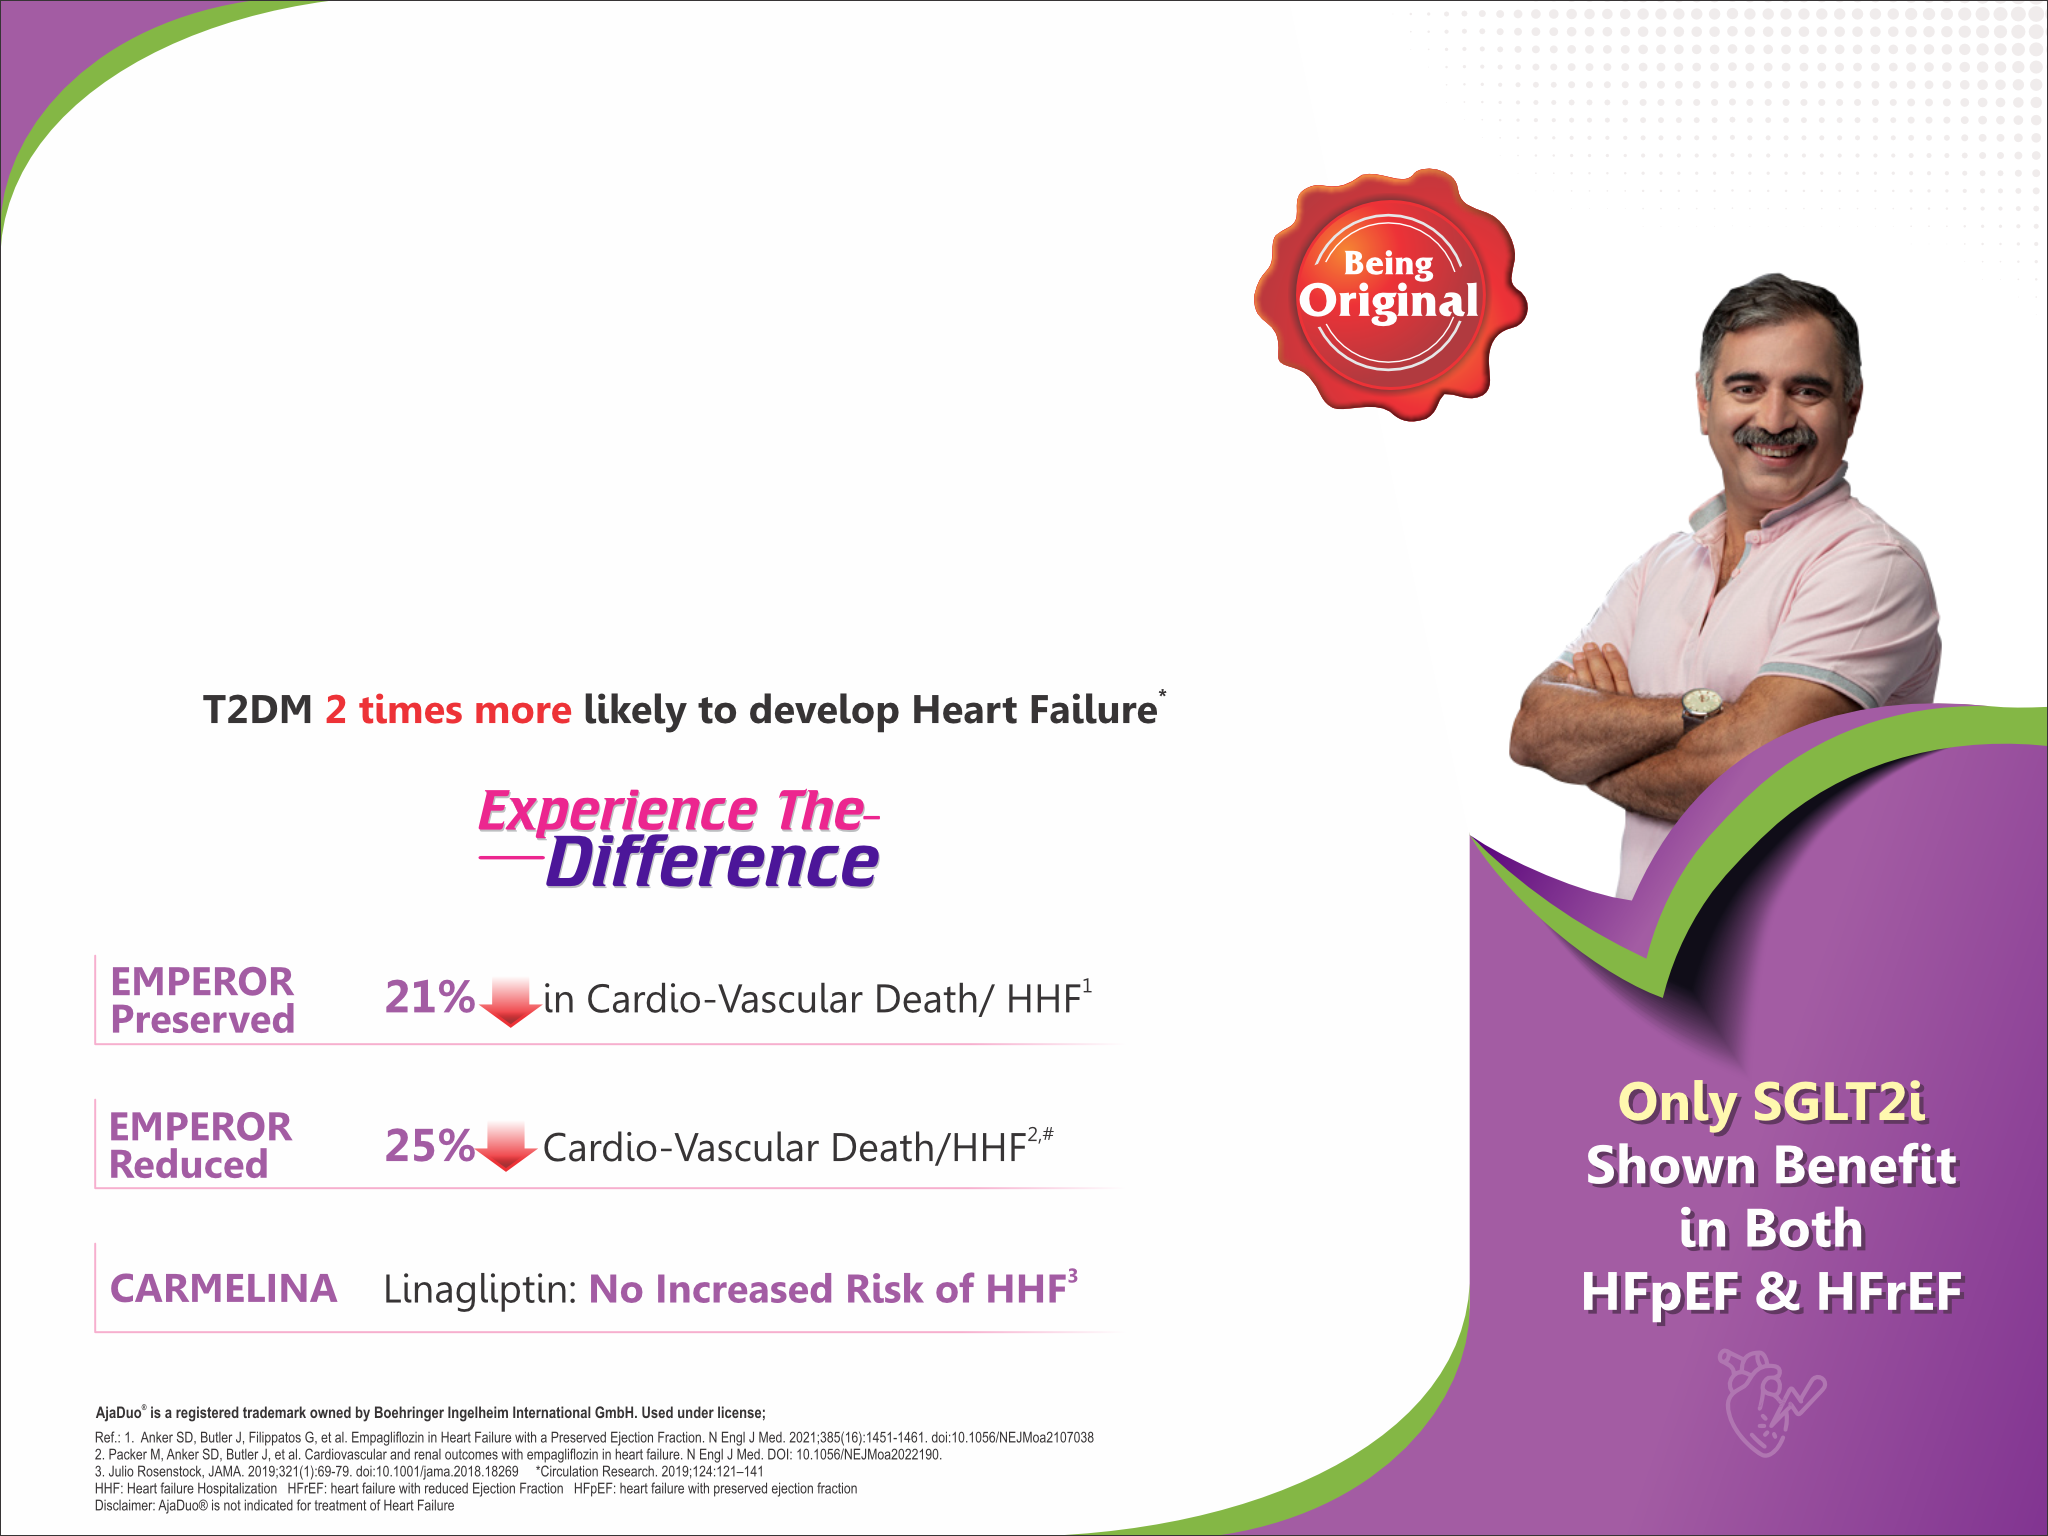 Being
Original
T2DM 2 times more likely to develop Heart Failure*
Experience The
Difference
EMPEROR
Preserved
21% in Cardio-Vascular Death/ HHF1
EMPEROR
Reduced
25% Cardio-Vascular Death/HHF2,#
CARMELINA Linagliptin: No Increased Risk of HHF3
Only SGLT2i
Shown Benefit
in Both
HFpEF & HFrEF
AjaDuo® is a registered trademark owned by Boehringer Ingelheim International GmbH. Used under license;
Ref.: 1. Anker SD, Butler J, Filippatos G, et al. Empagliflozin in Heart Failure with a Preserved Ejection Fraction. N Engl J Med. 2021;385(16):1451-1461. doi:10.1056/NEJMoa2107038
2. Packer M, Anker SD, Butler J, et al. Cardiovascular and renal outcomes with empagliflozin in heart failure. N Engl J Med. DOI: 10.1056/NEJMoa2022190.
3. Julio Rosenstock, JAMA. 2019;321(1):69-79. doi:10.1001/jama.2018.18269 *Circulation Research. 2019;124:121–141
HHF: Heart failure Hospitalization HFrEF: heart failure with reduced Ejection Fraction HFpEF: heart failure with preserved ejection fraction
Disclaimer: AjaDuo® is not indicated for treatment of Heart Failure